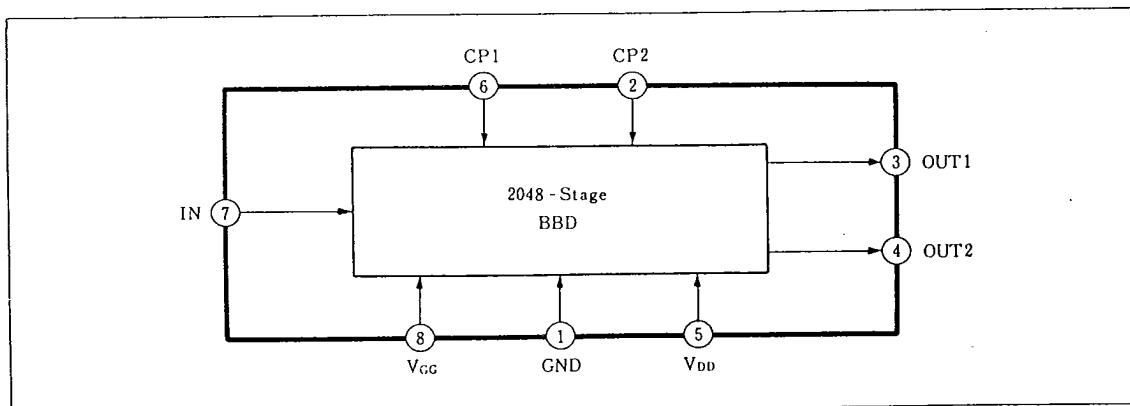 CP1 CP2
6 2
2048-Stage
BBD
3 OUT1
IN 7
4 OUT2
8 1 5
VGG GND VDD